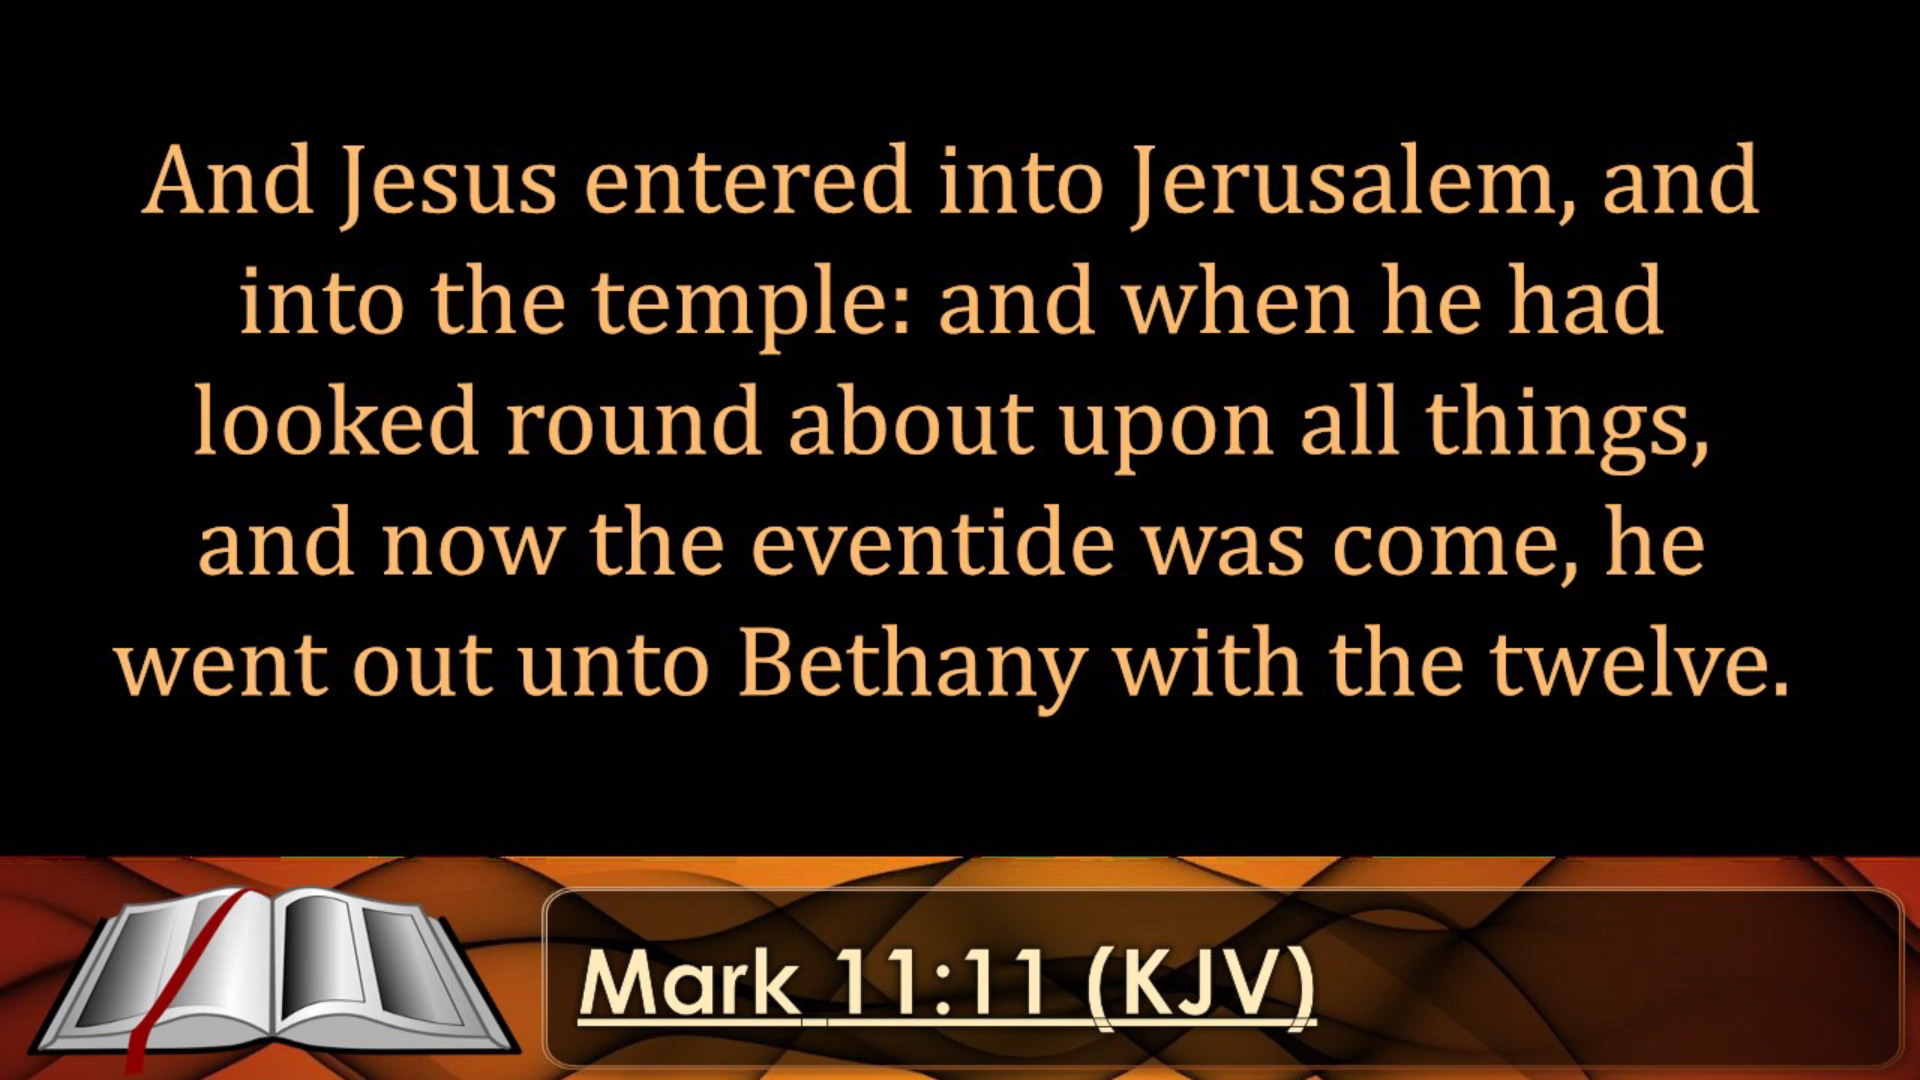 And Jesus entered into Jerusalem, and
into the temple: and when he had
looked round about upon all things,
and now the eventide was come, he
went out unto Bethany with the twelve.
Mark 11:11 (KJV)